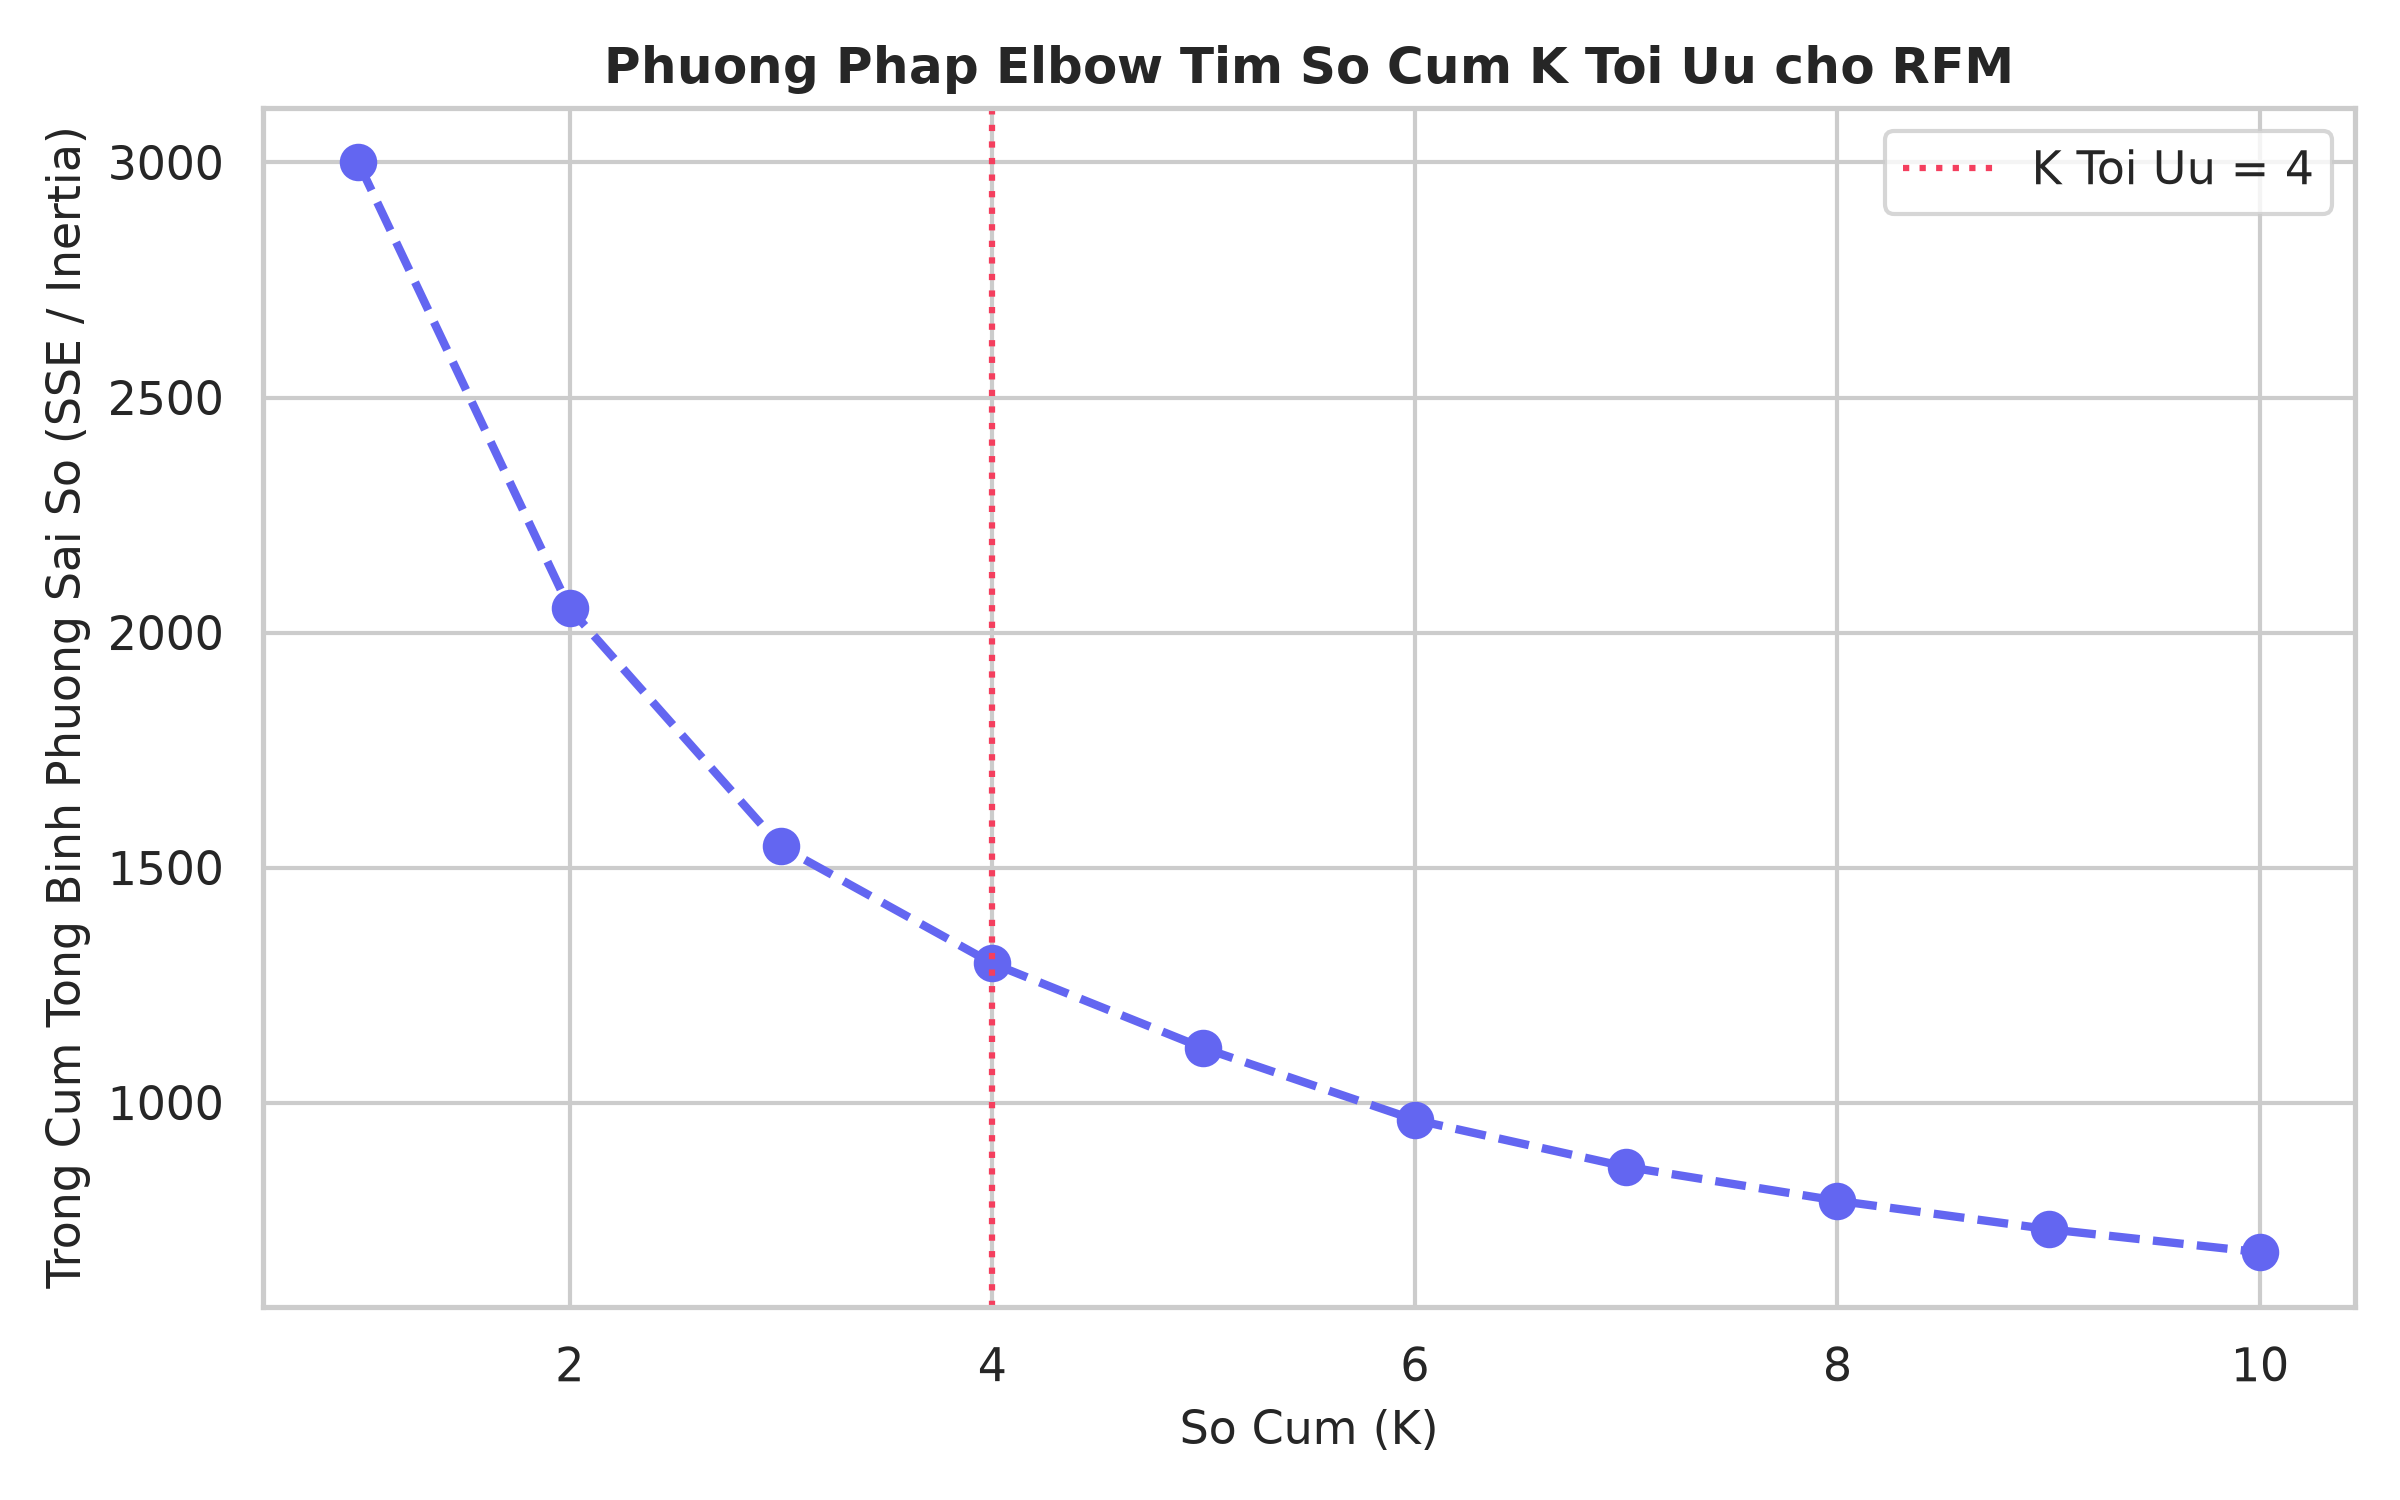 Phuong Phap Elbow Tim So Cum K Toi Uu cho RFM
K Toi Uu = 4
Trong Cum Tong Binh Phuong Sai So (SSE / Inertia)
3000
2500
2000
1500
1000
2 4 6 8 10
So Cum (K)